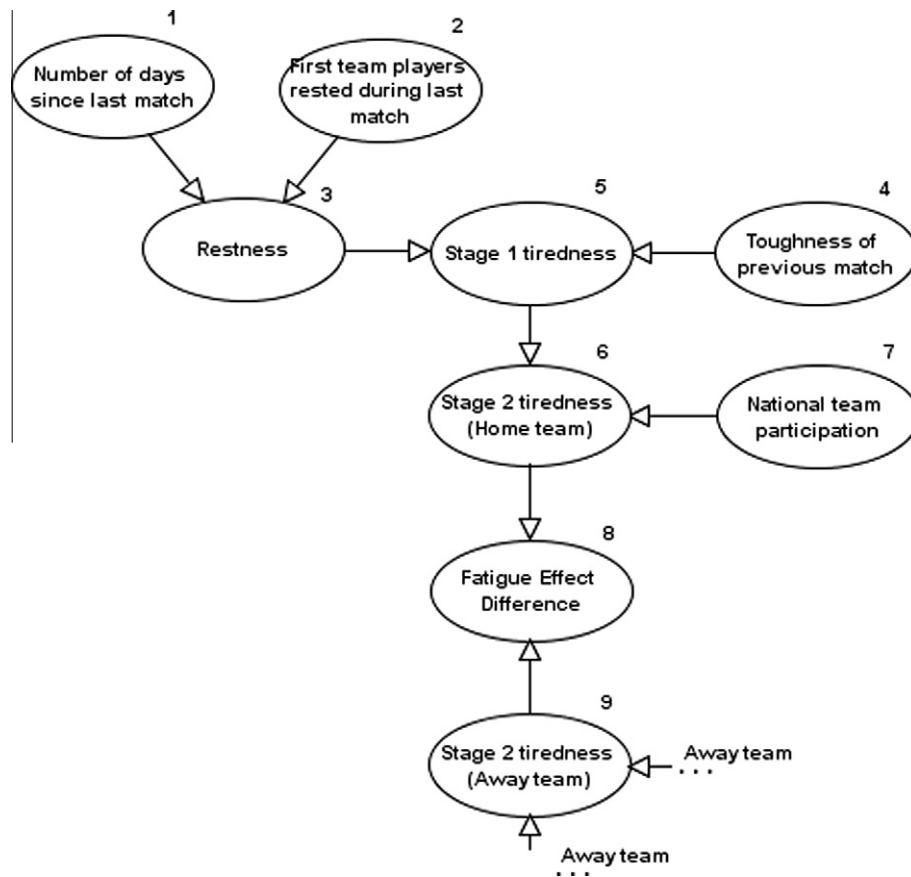 1
Number of days
since last match
2
First team players
rested during last
match
3
Restness
5
Stage 1 tiredness
4
Toughness of
previous match
6
Stage 2 tiredness
(Home team)
7
National team
participation
8
Fatigue Effect
Difference
9
Stage 2 tiredness
(Away team)
Away team
. . .
Away team
. . .